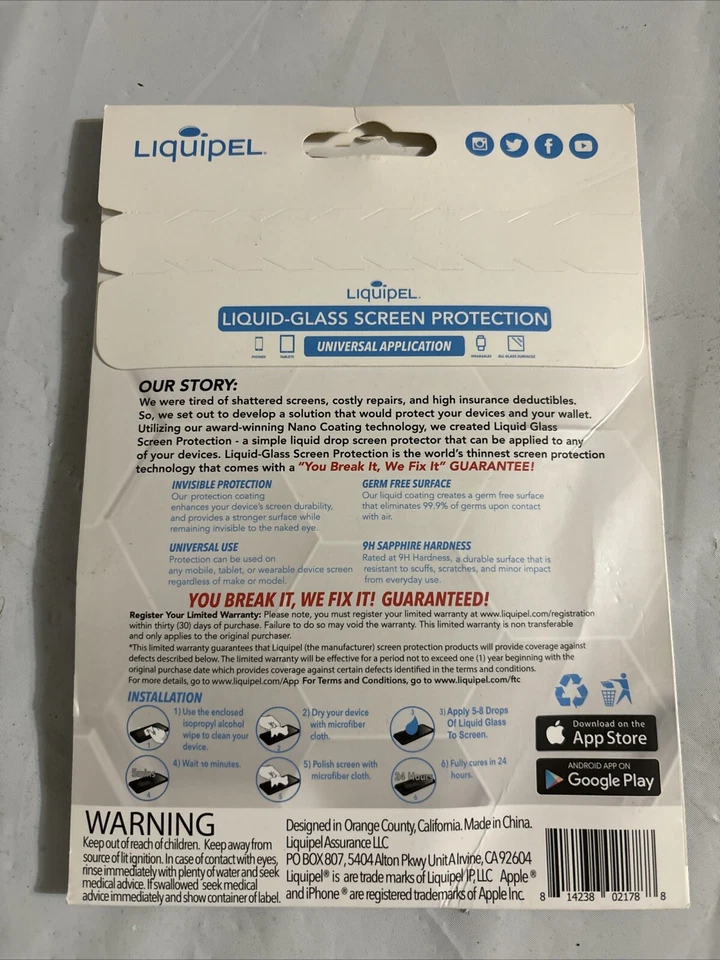 LIQUIPEL
LIQUIPEL
LIQUID-GLASS SCREEN PROTECTION
PHONES TABLETS UNIVERSAL APPLICATION WEARABLES ALL GLASS SURFACES
OUR STORY:
We were tired of shattered screens, costly repairs, and high insurance deductibles.
So, we set out to develop a solution that would protect your devices and your wallet.
Utilizing our award-winning Nano Coating technology, we created Liquid Glass
Screen Protection - a simple liquid drop screen protector that can be applied to any
of your devices. Liquid-Glass Screen Protection is the world's thinnest screen protection
technology that comes with a "You Break It, We Fix It" GUARANTEE!
INVISIBLE PROTECTION
Our protection coating
enhances your device's screen durability,
and provides a stronger surface while
remaining invisible to the naked eye.
GERM FREE SURFACE
Our liquid coating creates a germ free surface
that eliminates 99.9% of germs upon contact
with air.
UNIVERSAL USE
Protection can be used on
any mobile, tablet, or wearable device screen
regardless of make or model.
9H SAPPHIRE HARDNESS
Rated at 9H Hardness, a durable surface that is
resistant to scuffs, scratches, and minor impact
from everyday use.
YOU BREAK IT, WE FIX IT! GUARANTEED!
Register Your Limited Warranty: Please note, you must register your limited warranty at www.liquipel.com/registration
within thirty (30) days of purchase. Failure to do so may void the warranty. This limited warranty is non transferable
and only applies to the original purchaser.
*This limited warranty guarantees that Liquipel (the manufacturer) screen protection products will provide coverage against
defects described below. The limited warranty will be effective for a period not to exceed one (1) year beginning with the
original purchase date which provides coverage against certain defects identified in the terms and conditions.
For more details, go to www.liquipel.com/App For Terms and Conditions, go to www.liquipel.com/ftc
INSTALLATION
1
1) Use the enclosed
isopropyl alcohol
wipe to clean your
device.
2
2) Dry your device
with microfiber
cloth.
3
3) Apply 5-8 Drops
Of Liquid Glass
To Screen.
4
4) Wait 10 minutes.
5) Polish screen with
microfiber cloth.
24 Hours
6
6) Fully cures in 24
hours.
Download on the
App Store
ANDROID APP ON
Google Play
WARNING
Keep out of reach of children. Keep away from
source of lit ignition. In case of contact with eyes,
rinse immediately with plenty of water and seek
medical advice. If swallowed seek medical
advice immediately and show container of label.
Designed in Orange County, California. Made in China.
Liquipel Assurance LLC
PO BOX 807, 5404 Alton Pkwy Unit A Irvine, CA 92604
Liquipel® is are trade marks of Liquipel IP, LLC Apple®
and iPhone® are registered trademarks of Apple Inc.
8 14238 02178 8